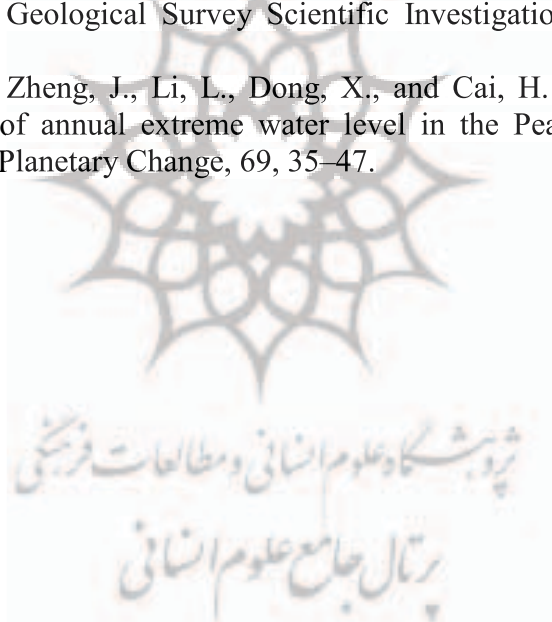 Geological Survey Scientific Investigatio
Zheng, J., Li, L., Dong, X., and Cai, H.
of annual extreme water level in the Pea
Planetary Change, 69, 35–47.
پژوهشگاه علوم انسانی و مطالعات فرهنگی
پرتال جامع علوم انسانی